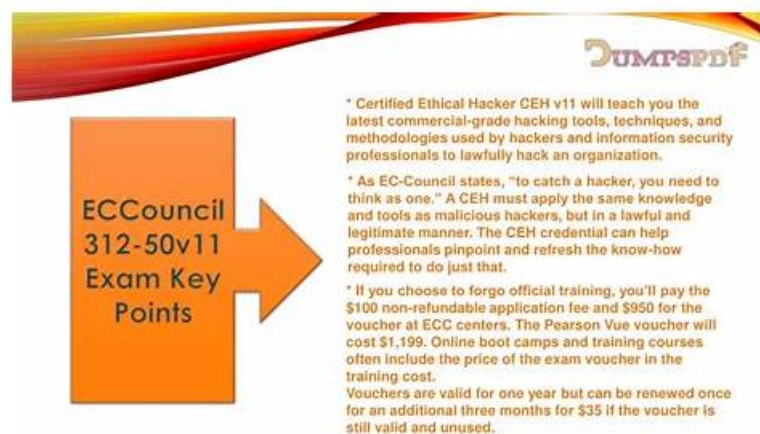 DUMPSPDF
ECCouncil
312-50v11
Exam Key
Points
* Certified Ethical Hacker CEH v11 will teach you the
latest commercial-grade hacking tools, techniques, and
methodologies used by hackers and information security
professionals to lawfully hack an organization.
* As EC-Council states, "to catch a hacker, you need to
think as one." A CEH must apply the same knowledge
and tools as malicious hackers, but in a lawful and
legitimate manner. The CEH credential can help
professionals pinpoint and refresh the know-how
required to do just that.
* If you choose to forgo official training, you'll pay the
$100 non-refundable application fee and $950 for the
voucher at ECC centers. The Pearson Vue voucher will
cost $1,199. Online boot camps and training courses
often include the price of the exam voucher in the
training cost.
Vouchers are valid for one year but can be renewed once
for an additional three months for $35 if the voucher is
still valid and unused.